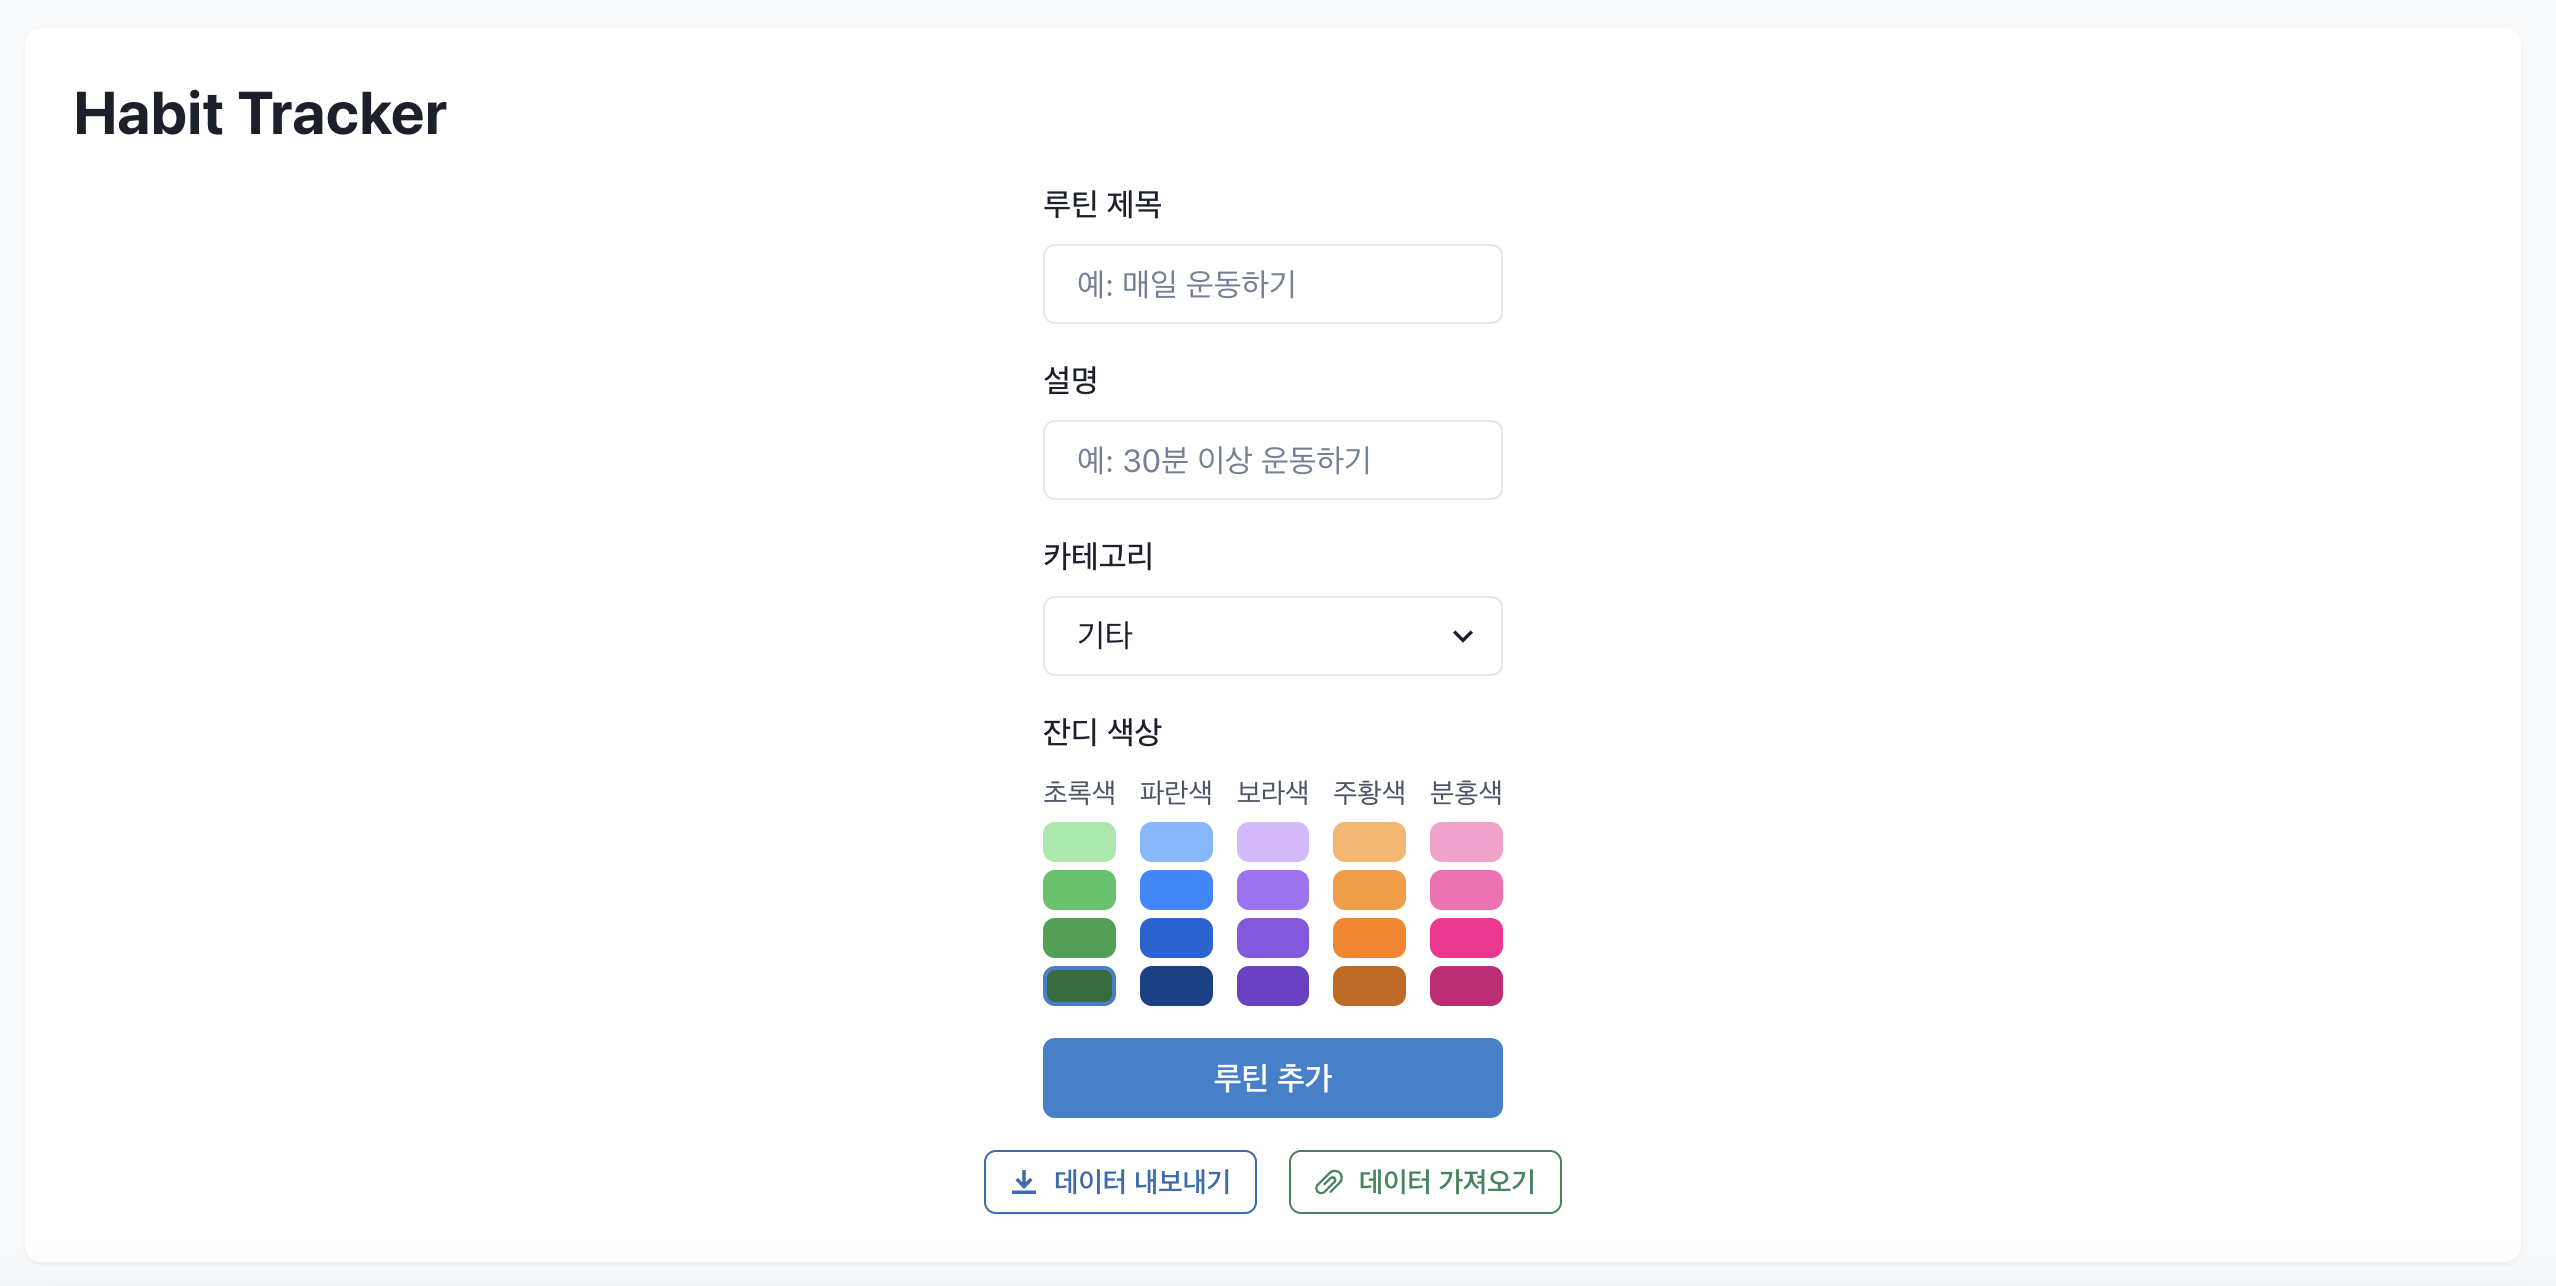 Habit Tracker
루틴 제목
예: 매일 운동하기
설명
예: 30분 이상 운동하기
카테고리
기타
잔디 색상
초록색 파란색 보라색 주황색 분홍색
루틴 추가
데이터 내보내기 데이터 가져오기